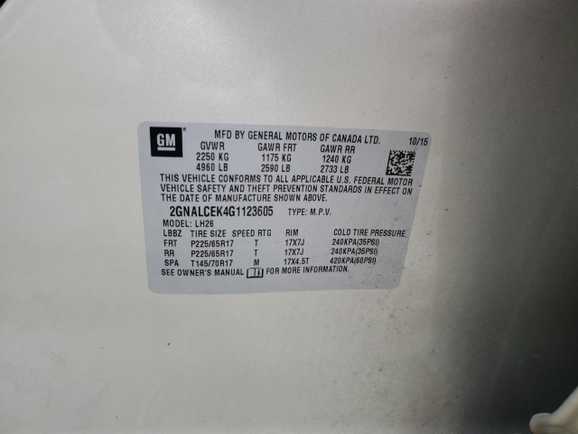 GM MFD BY GENERAL MOTORS OF CANADA LTD. 10/15
GVWR GAWR FRT GAWR RR
2250 KG 1175 KG 1240 KG
4960 LB 2590 LB 2733 LB
THIS VEHICLE CONFORMS TO ALL APPLICABLE U.S. FEDERAL MOTOR
VEHICLE SAFETY AND THEFT PREVENTION STANDARDS IN EFFECT ON
THE DATE OF MANUFACTURE SHOWN ABOVE.
2GNALCEK4G1123605 TYPE: M.P.V.
MODEL: LH26
LBBZ TIRE SIZE SPEED RTG RIM COLD TIRE PRESSURE
FRT P225/65R17 T 17X7J 240KPA(35PSI)
RR P225/65R17 T 17X7J 240KPA(35PSI)
SPA T145/70R17 M 17X4.5T 420KPA(60PSI)
SEE OWNER'S MANUAL FOR MORE INFORMATION.